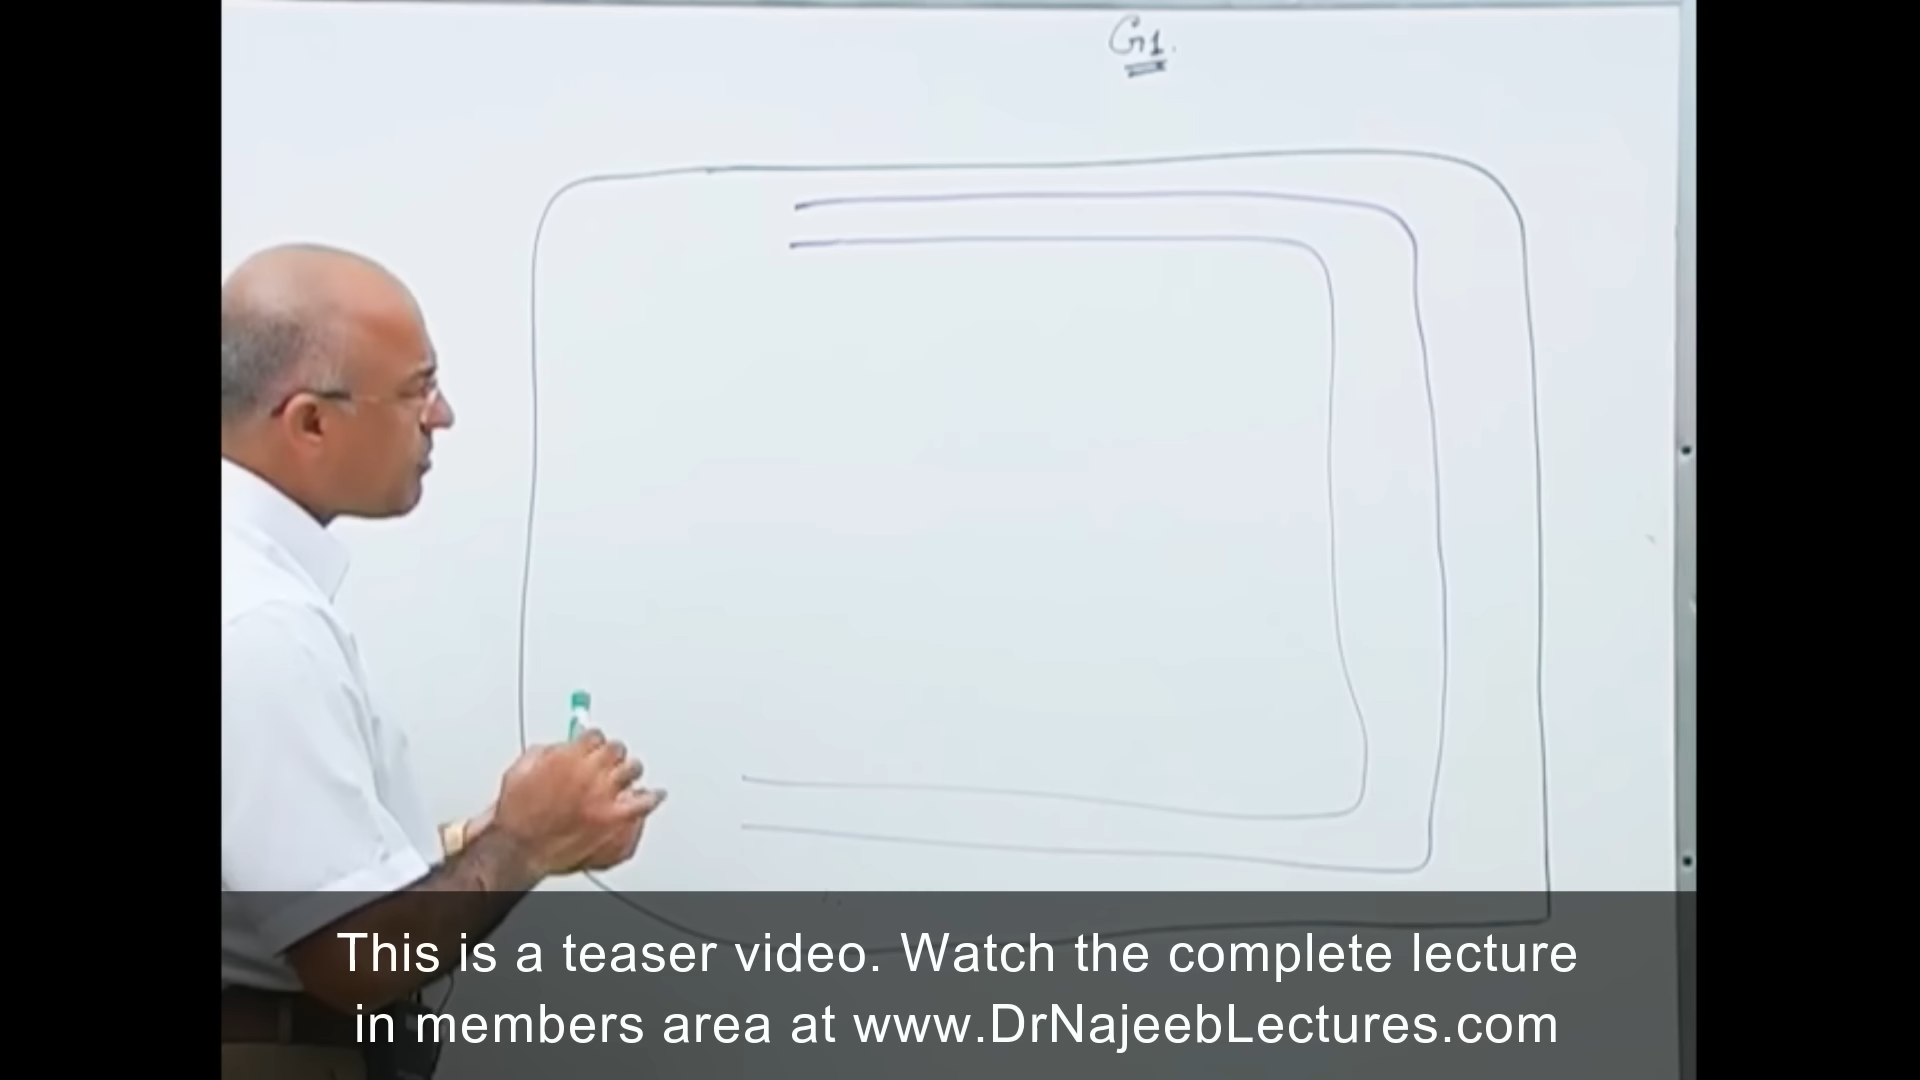 G1.
This is a teaser video. Watch the complete lecture
in members area at www.DrNajeebLectures.com